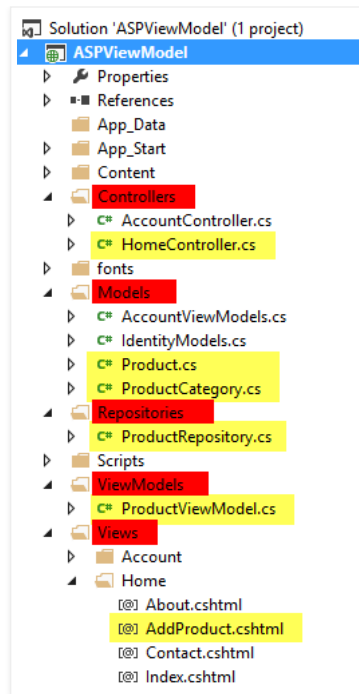 Solution 'ASPViewModel' (1 project)
ASPViewModel
Properties
References
App_Data
App_Start
Content
Controllers
C# AccountController.cs
C# HomeController.cs
fonts
Models
C# AccountViewModels.cs
C# IdentityModels.cs
C# Product.cs
C# ProductCategory.cs
Repositories
C# ProductRepository.cs
Scripts
ViewModels
C# ProductViewModel.cs
Views
Account
Home
[@] About.cshtml
[@] AddProduct.cshtml
[@] Contact.cshtml
[@] Index.cshtml